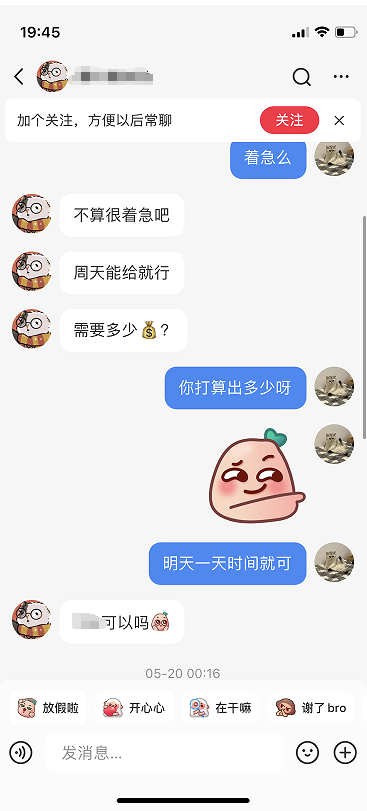 19:45
加个关注，方便以后常聊
关注
着急么
不算很着急吧
周天能给就行
需要多少💰？
你打算出多少呀
明天一天时间就可
可以吗
05-20 00:16
放假啦
开心心
在干嘛
谢了bro
发消息...